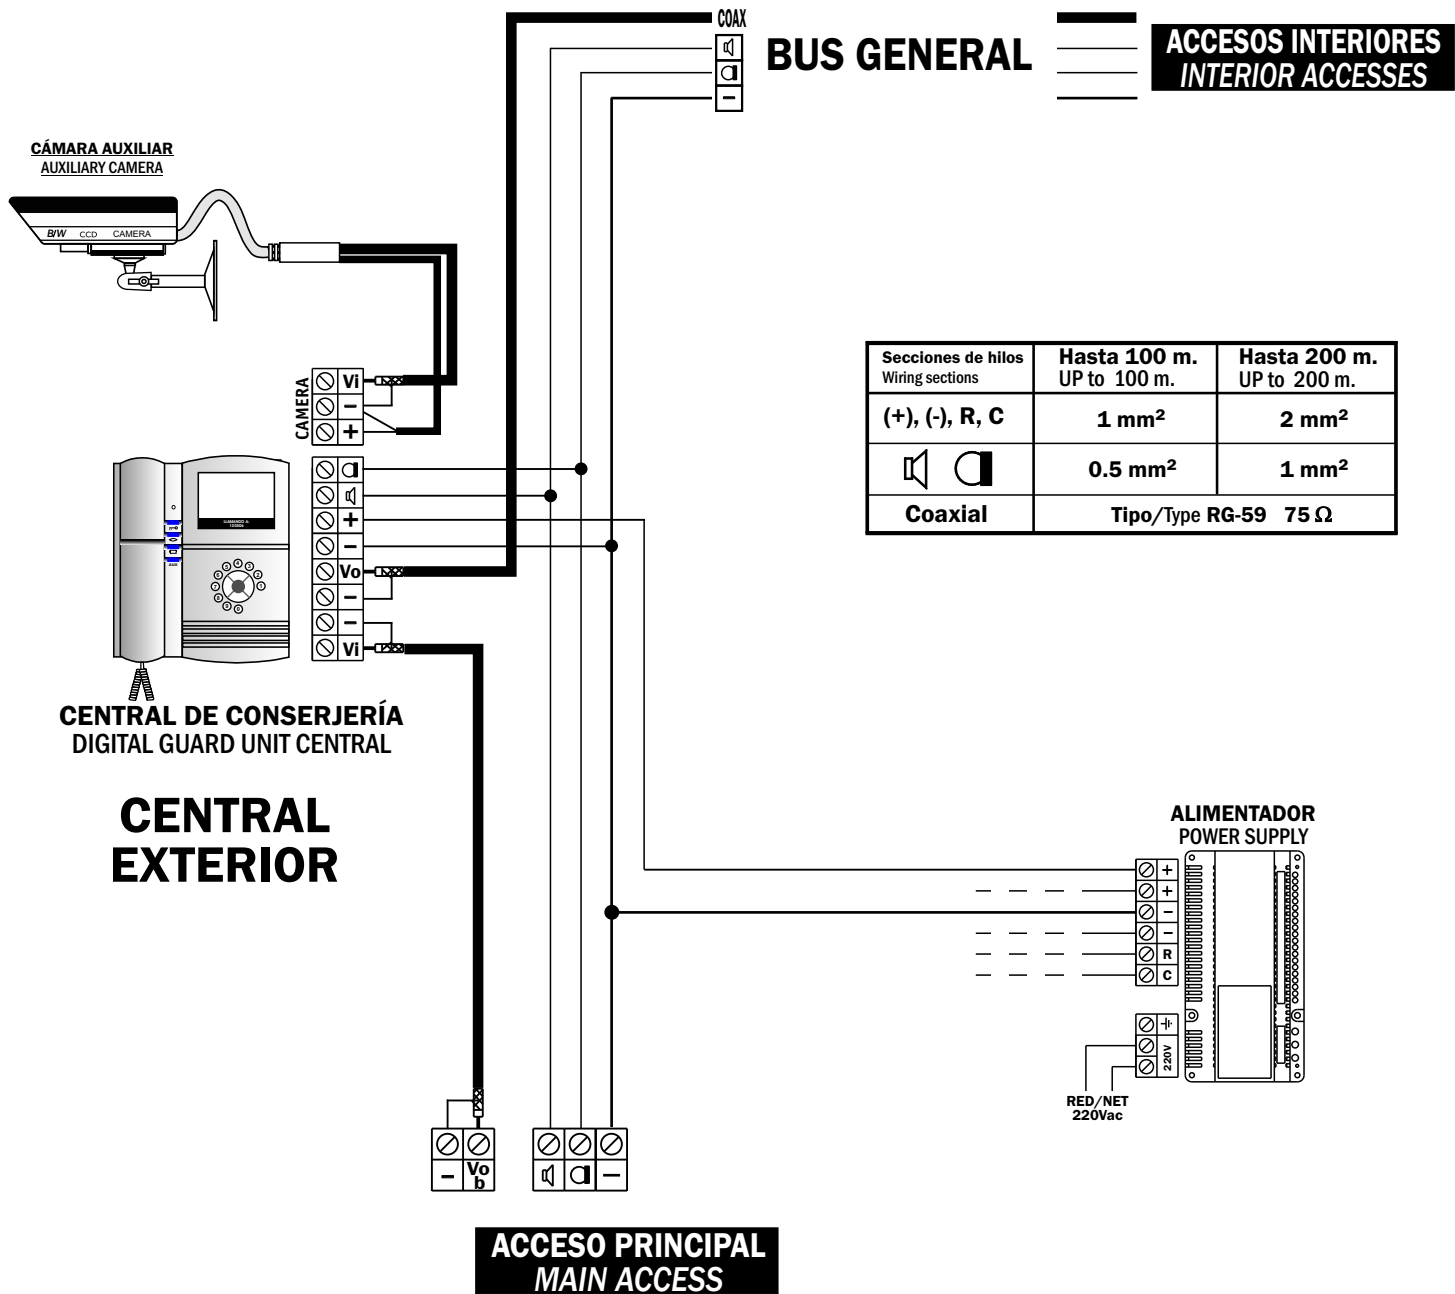 COAX
BUS GENERAL
ACCESOS INTERIORES
INTERIOR ACCESSES
–
CÁMARA AUXILIAR
AUXILIARY CAMERA
B/W CCD CAMERA
Secciones de hilos
Wiring sections
Hasta 100 m.
UP to 100 m.
Hasta 200 m.
UP to 200 m.
(+), (-), R, C
1 mm²
2 mm²
0.5 mm²
1 mm²
Coaxial
Tipo/Type RG-59 75 Ω
CAMERA
Vi
–
+
+
–
Vo
–
–
Vi
LLAMANDO A:
AUX
CENTRAL DE CONSERJERÍA
DIGITAL GUARD UNIT CENTRAL
CENTRAL
EXTERIOR
ALIMENTADOR
POWER SUPPLY
+
+
–
–
R
C
220V
RED/NET
220Vac
–
Vo
b
–
ACCESO PRINCIPAL
MAIN ACCESS